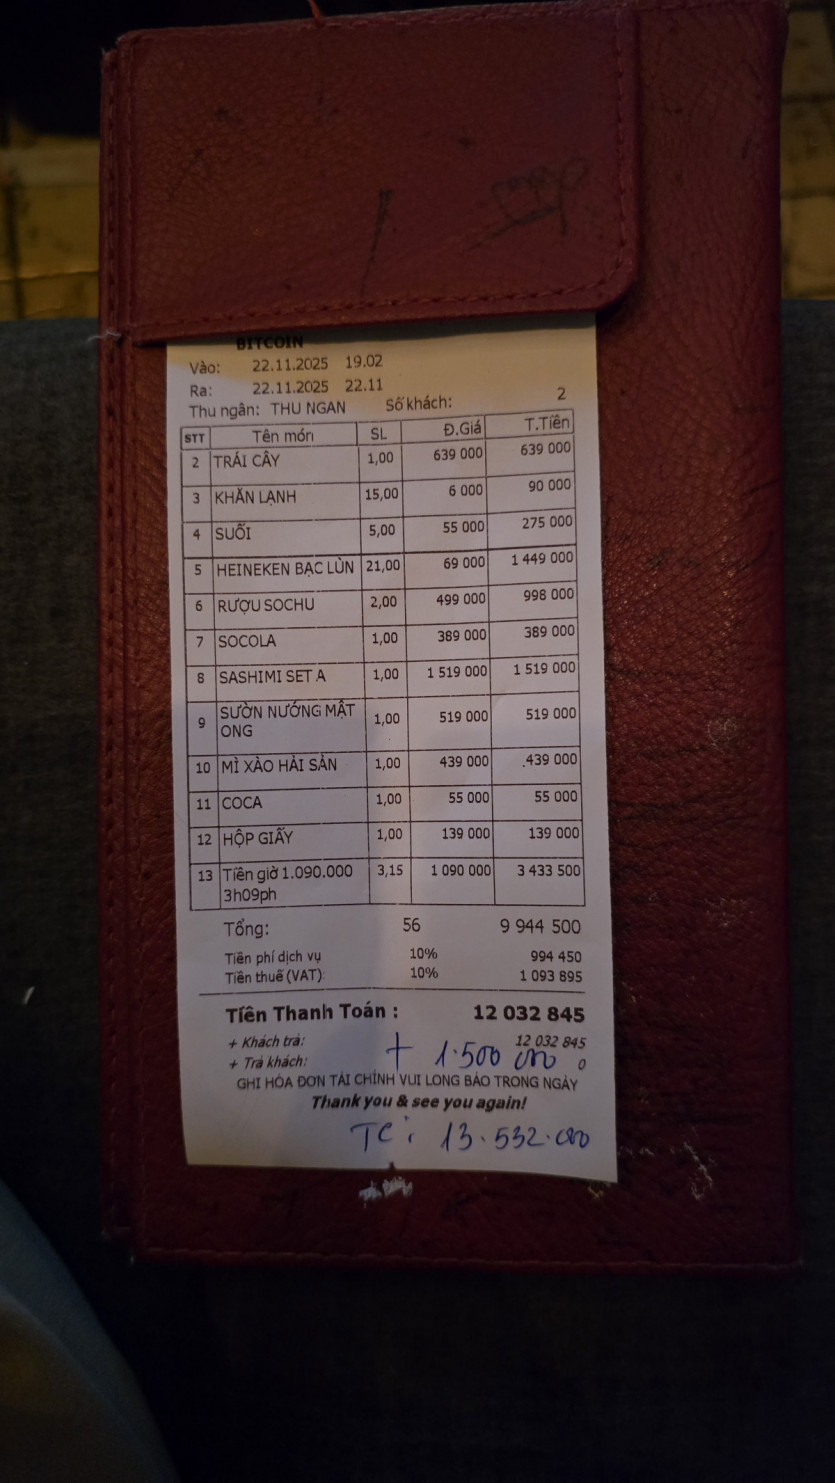 BITCOIN
Vào: 22.11.2025 19.02
Ra: 22.11.2025 22.11
Thu ngân: THU NGAN Số khách: 2
STT Tên món SL Đ.Giá T.Tiền
2 TRÁI CÂY 1,00 639 000 639 000
3 KHĂN LẠNH 15,00 6 000 90 000
4 SUỐI 5,00 55 000 275 000
5 HEINEKEN BẠC LÙN 21,00 69 000 1 449 000
6 RƯỢU SOCHU 2,00 499 000 998 000
7 SOCOLA 1,00 389 000 389 000
8 SASHIMI SET A 1,00 1 519 000 1 519 000
9 SƯỜN NƯỚNG MẬT 1,00 519 000 519 000
ONG
10 MÌ XÀO HẢI SẢN 1,00 439 000 439 000
11 COCA 1,00 55 000 55 000
12 HỘP GIẤY 1,00 139 000 139 000
13 Tiền giờ 1.090.000 3,15 1 090 000 3 433 500
3h09ph
Tổng: 56 9 944 500
Tiền phí dịch vụ 10% 994 450
Tiền thuế (VAT): 10% 1 093 895
Tiền Thanh Toán : 12 032 845
+ Khách trả: 12 032 845
+ Trả khách: 0
+ 1.500 000
GHI HÓA ĐƠN TÀI CHÍNH VUI LONG BÁO TRONG NGÀY
Thank you & see you again!
TC: 13.532.000